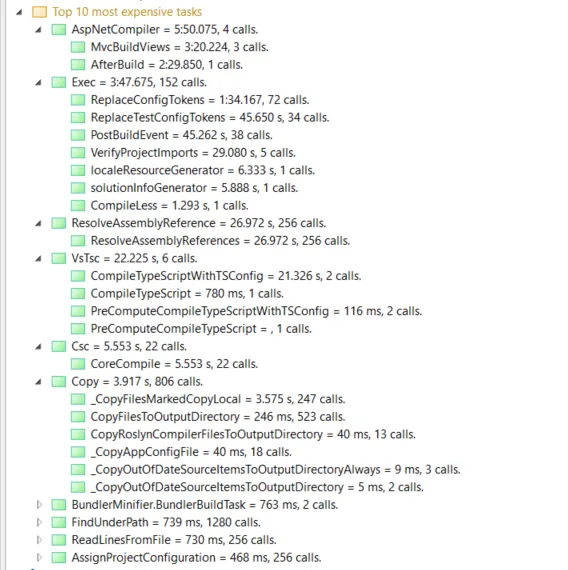 Top 10 most expensive tasks
AspNetCompiler = 5:50.075, 4 calls.
MvcBuildViews = 3:20.224, 3 calls.
AfterBuild = 2:29.850, 1 calls.
Exec = 3:47.675, 152 calls.
ReplaceConfigTokens = 1:34.167, 72 calls.
ReplaceTestConfigTokens = 45.650 s, 34 calls.
PostBuildEvent = 45.262 s, 38 calls.
VerifyProjectImports = 29.080 s, 5 calls.
localeResourceGenerator = 6.333 s, 1 calls.
solutionInfoGenerator = 5.888 s, 1 calls.
CompileLess = 1.293 s, 1 calls.
ResolveAssemblyReference = 26.972 s, 256 calls.
ResolveAssemblyReferences = 26.972 s, 256 calls.
VsTsc = 22.225 s, 6 calls.
CompileTypeScriptWithTSConfig = 21.326 s, 2 calls.
CompileTypeScript = 780 ms, 1 calls.
PreComputeCompileTypeScriptWithTSConfig = 116 ms, 2 calls.
PreComputeCompileTypeScript = , 1 calls.
Csc = 5.553 s, 22 calls.
CoreCompile = 5.553 s, 22 calls.
Copy = 3.917 s, 806 calls.
_CopyFilesMarkedCopyLocal = 3.575 s, 247 calls.
CopyFilesToOutputDirectory = 246 ms, 523 calls.
CopyRoslynCompilerFilesToOutputDirectory = 40 ms, 13 calls.
_CopyAppConfigFile = 40 ms, 18 calls.
_CopyOutOfDateSourceItemsToOutputDirectoryAlways = 9 ms, 3 calls.
_CopyOutOfDateSourceItemsToOutputDirectory = 5 ms, 2 calls.
BundlerMinifier.BundlerBuildTask = 763 ms, 2 calls.
FindUnderPath = 739 ms, 1280 calls.
ReadLinesFromFile = 730 ms, 256 calls.
AssignProjectConfiguration = 468 ms, 256 calls.